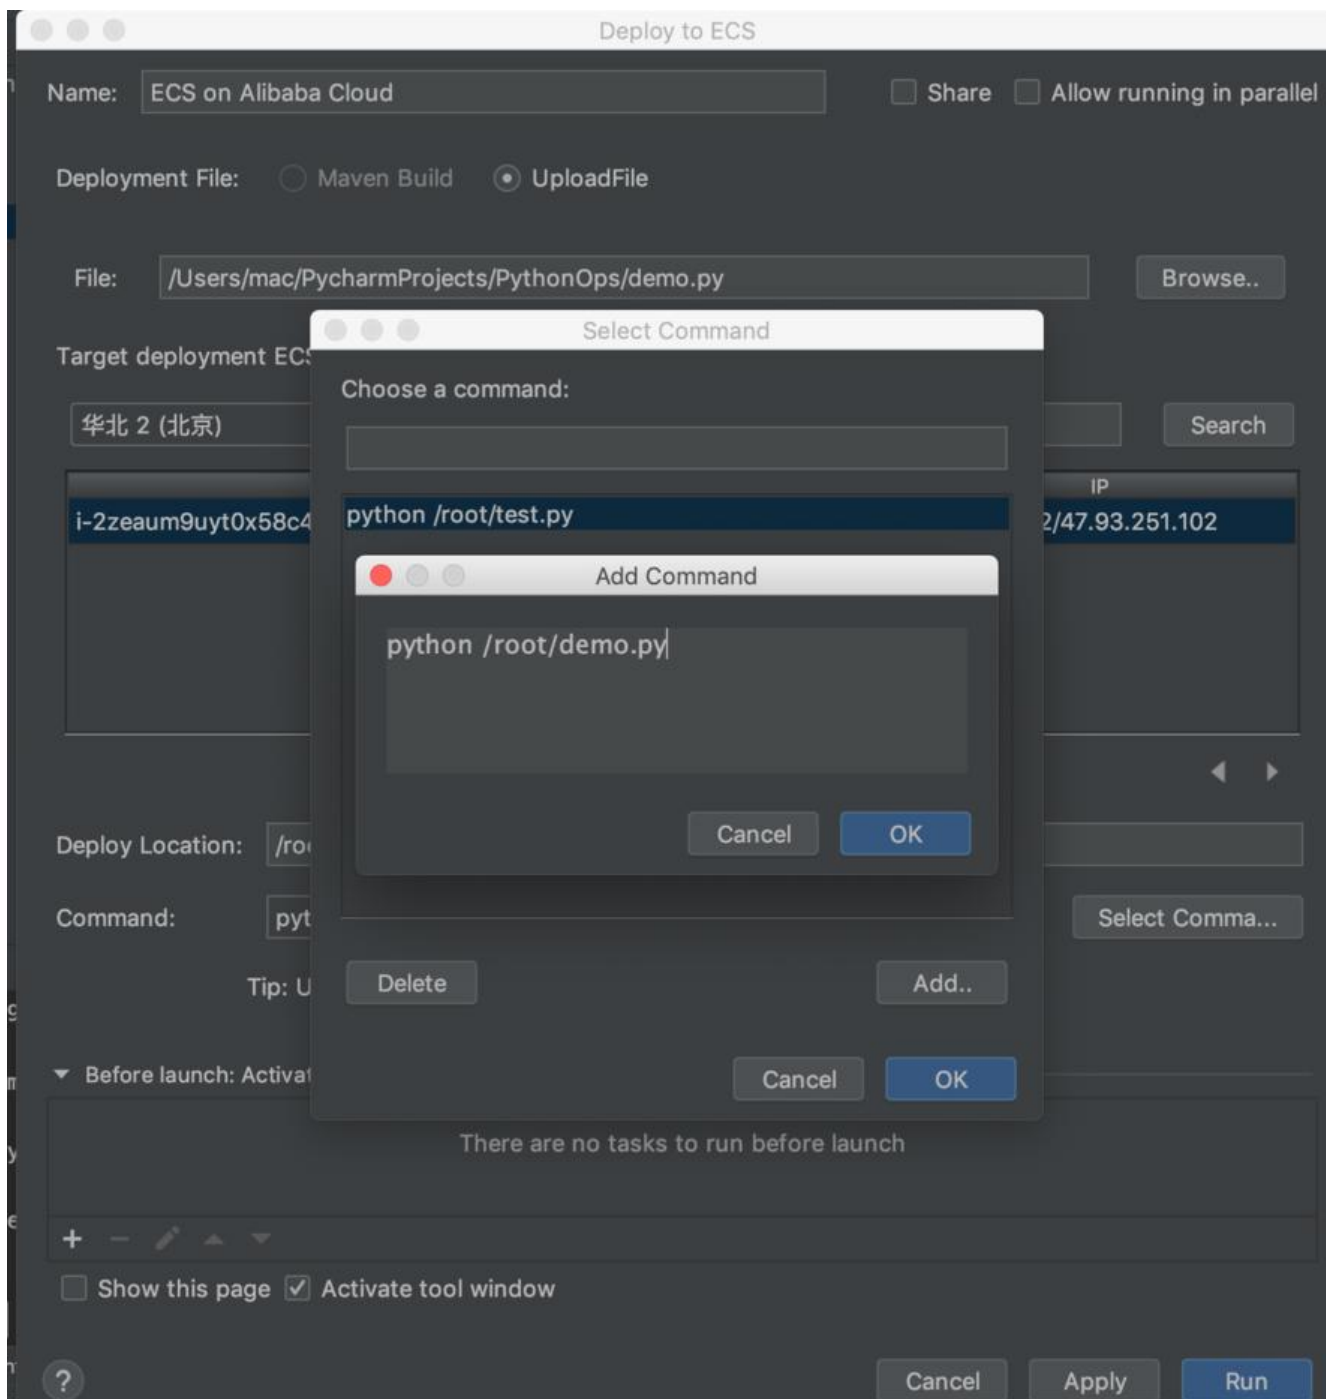 Deploy to ECS
Name: ECS on Alibaba Cloud Share Allow running in parallel
Deployment File: Maven Build UploadFile
File: /Users/mac/PycharmProjects/PythonOps/demo.py Browse..
Select Command
Target deployment ECS
Choose a command:
华北 2 (北京) Search
IP
i-2zeaum9uyt0x58c4 python /root/test.py 2/47.93.251.102
Add Command
python /root/demo.py
Cancel OK
Deploy Location: /roo
Command: pyt Select Comma...
Tip: U Delete Add..
Before launch: Activat Cancel OK
There are no tasks to run before launch
Show this page Activate tool window
? Cancel Apply Run